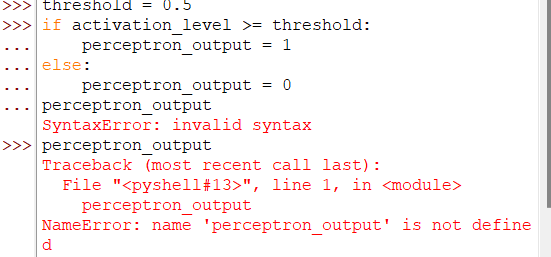 >>> threshold = 0.5
>>> if activation_level >= threshold:
...     perceptron_output = 1
... else:
...     perceptron_output = 0
... perceptron_output
SyntaxError: invalid syntax
>>> perceptron_output
Traceback (most recent call last):
  File "<pyshell#13>", line 1, in <module>
    perceptron_output
NameError: name 'perceptron_output' is not define
d